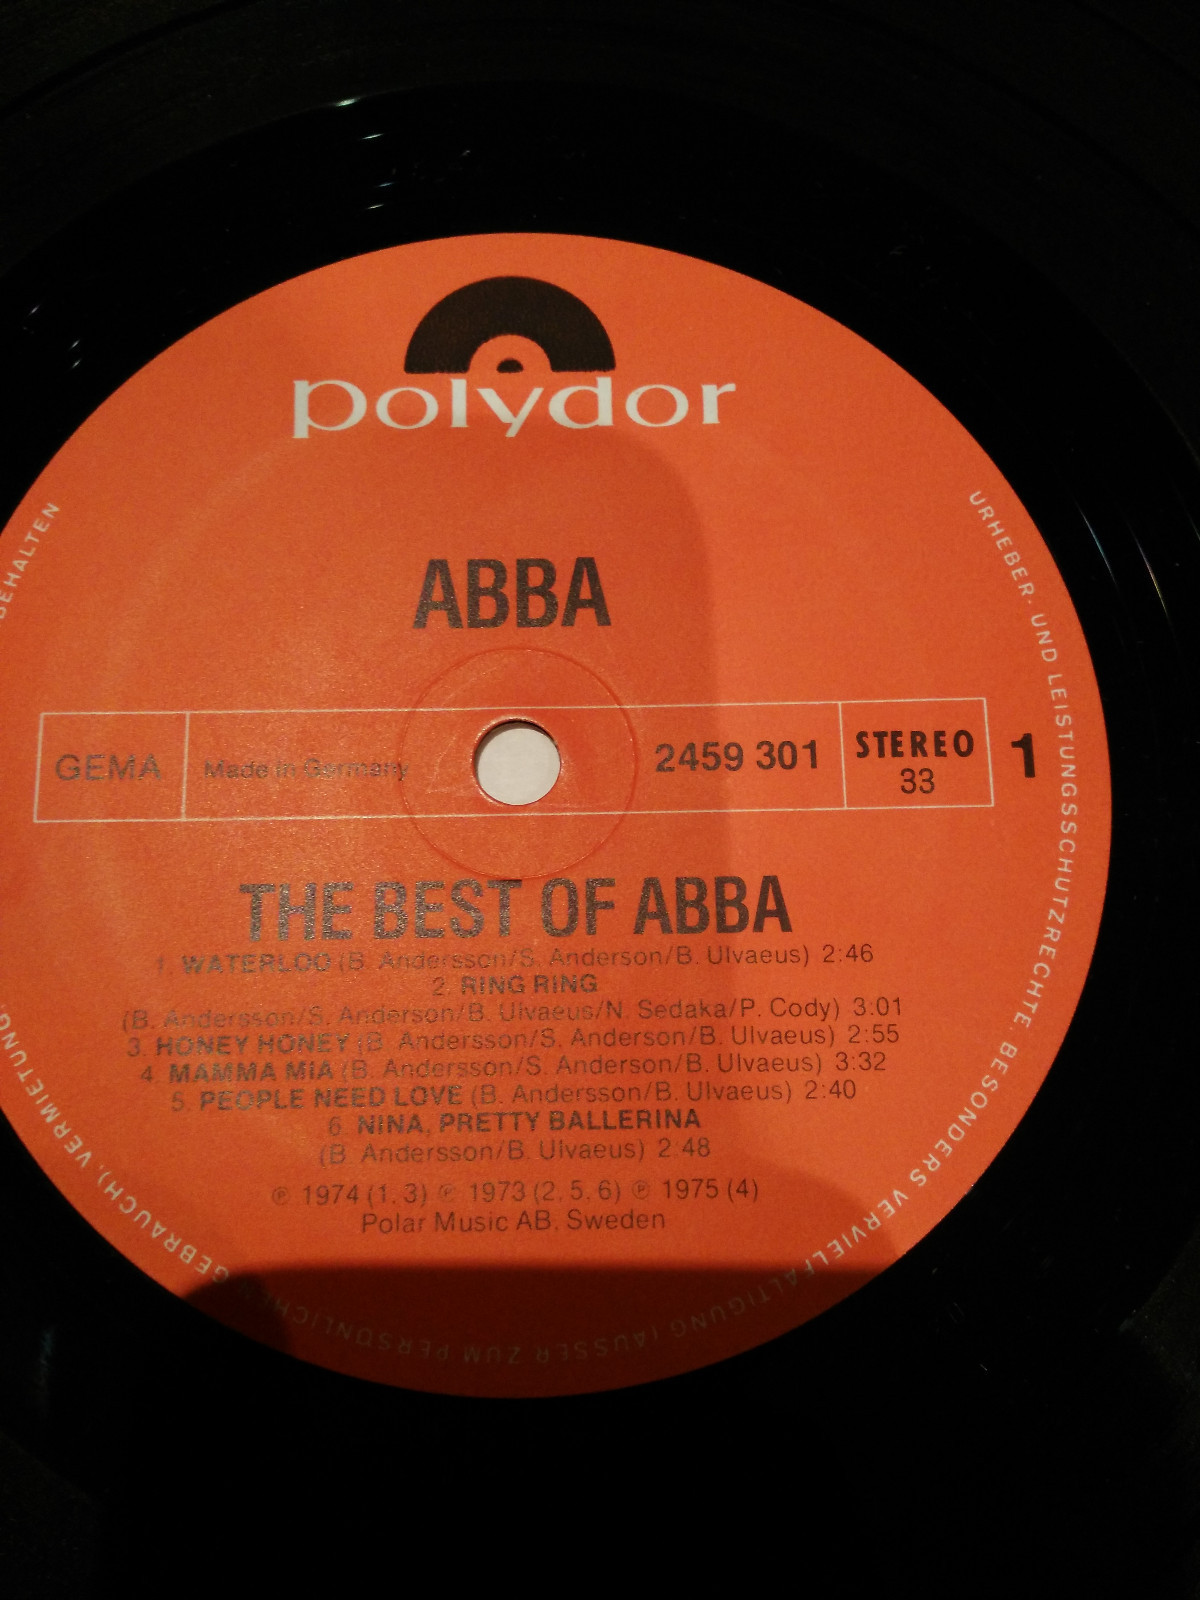 polydor
ABBA
GEMA
Made in Germany
2459 301
STEREO
33
1
THE BEST OF ABBA
1. WATERLOO (B. Andersson/S. Anderson/B. Ulvaeus) 2:46
2. RING RING
(B. Andersson/S. Anderson/B. Ulvaeus/N. Sedaka/P. Cody) 3:01
3. HONEY HONEY (B. Andersson/S. Anderson/B. Ulvaeus) 2:55
4. MAMMA MIA (B. Andersson/S. Anderson/B. Ulvaeus) 3:32
5. PEOPLE NEED LOVE (B. Andersson/B. Ulvaeus) 2:40
6. NINA, PRETTY BALLERINA
(B. Andersson/B. Ulvaeus) 2:48
℗ 1974 (1, 3) ℗ 1973 (2, 5, 6) ℗ 1975 (4)
Polar Music AB, Sweden
URHEBER- UND LEISTUNGSSCHUTZRECHTE, BESONDERS VERVIELFÄLTIGUNG (AUSSER ZUM PERSÖNLICHEN GEBRAUCH), VERMIETUNG,
BEHALTEN